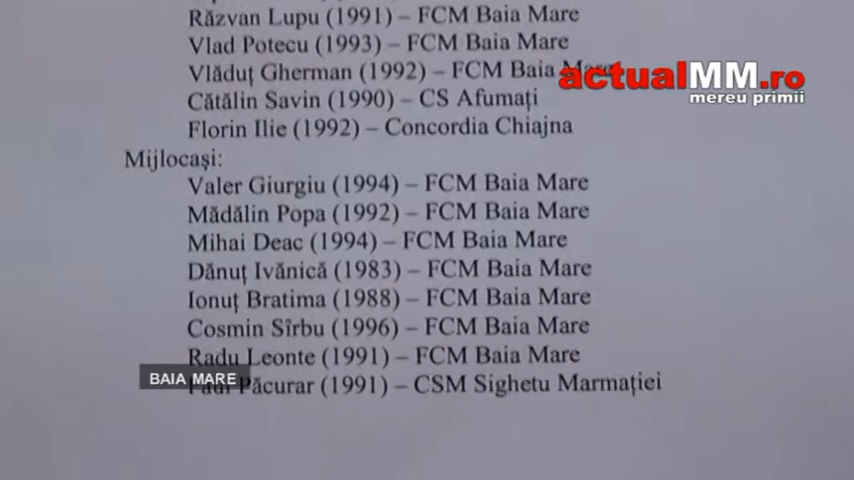 Răzvan Lupu (1991) – FCM Baia Mare
Vlad Potecu (1993) – FCM Baia Mare
Vlăduț Gherman (1992) – FCM Baia Mare
actualMM.ro
mereu primii
Cătălin Savin (1990) – CS Afumați
Florin Ilie (1992) – Concordia Chiajna
Mijlocași:
Valer Giurgiu (1994) – FCM Baia Mare
Mădălin Popa (1992) – FCM Baia Mare
Mihai Deac (1994) – FCM Baia Mare
Dănuț Ivănică (1983) – FCM Baia Mare
Ionuț Bratima (1988) – FCM Baia Mare
Cosmin Sîrbu (1996) – FCM Baia Mare
Radu Leonte (1991) – FCM Baia Mare
BAIA MARE
Paul Păcurar (1991) – CSM Sighetu Marmației